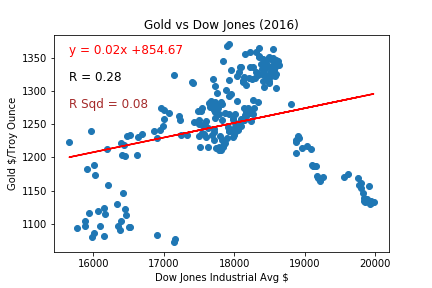 Gold vs Dow Jones (2016)
y = 0.02x +854.67
R = 0.28
R Sqd = 0.08
Gold $/Troy Ounce
1350
1300
1250
1200
1150
1100
16000 17000 18000 19000 20000
Dow Jones Industrial Avg $